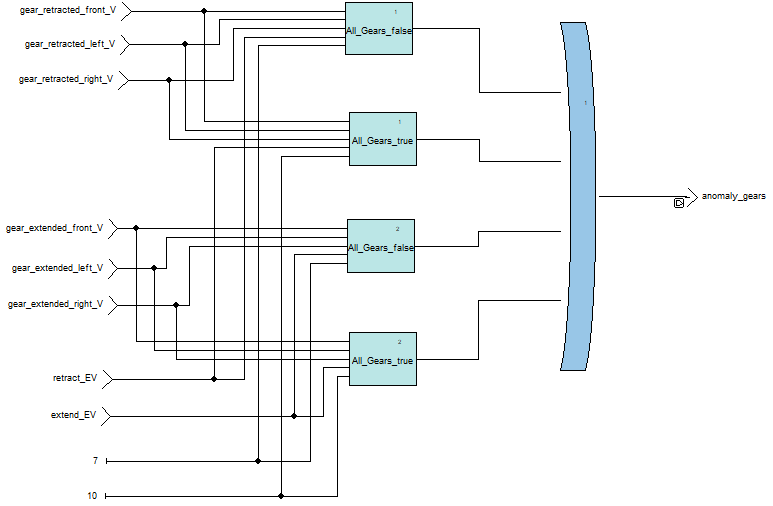 gear_retracted_front_V
gear_retracted_left_V
gear_retracted_right_V
1
All_Gears_false
1
All_Gears_true
1
anomaly_gears
gear_extended_front_V
gear_extended_left_V
gear_extended_right_V
2
All_Gears_false
2
All_Gears_true
retract_EV
extend_EV
7
10